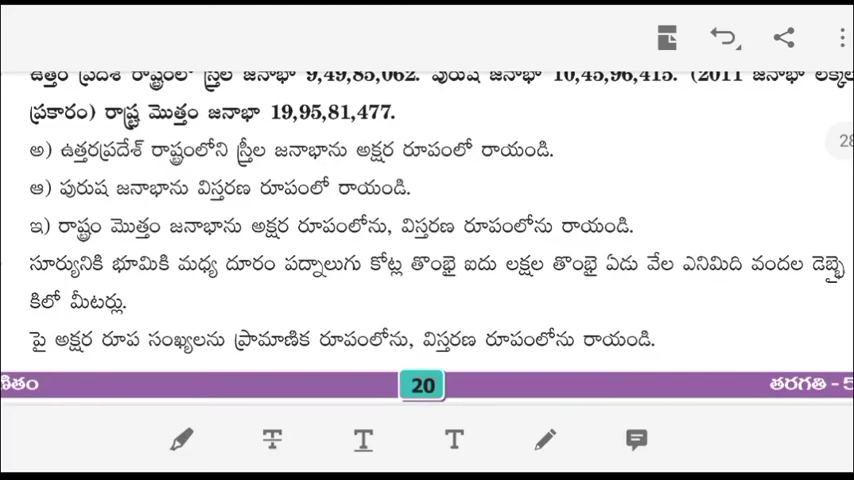 ఉత్తర ప్రదేశ్ రాష్ట్రంలో స్త్రీల జనాభా 9,49,85,062. పురుష జనాభా 10,45,96,415. (2011 జనాభా లెక్కల
ప్రకారం) రాష్ట్ర మొత్తం జనాభా 19,95,81,477.
అ) ఉత్తరప్రదేశ్ రాష్ట్రంలోని స్త్రీల జనాభాను అక్షర రూపంలో రాయండి.
28
ఆ) పురుష జనాభాను విస్తరణ రూపంలో రాయండి.
ఇ) రాష్ట్రం మొత్తం జనాభాను అక్షర రూపంలోను, విస్తరణ రూపంలోను రాయండి.
సూర్యునికి భూమికి మధ్య దూరం పద్నాలుగు కోట్ల తొంభై ఐదు లక్షల తొంభై ఏడు వేల ఎనిమిది వందల డెబ్బై
కిలో మీటర్లు.
పై అక్షర రూప సంఖ్యలను ప్రామాణిక రూపంలోను, విస్తరణ రూపంలోను రాయండి.
20 తరగతి - 5